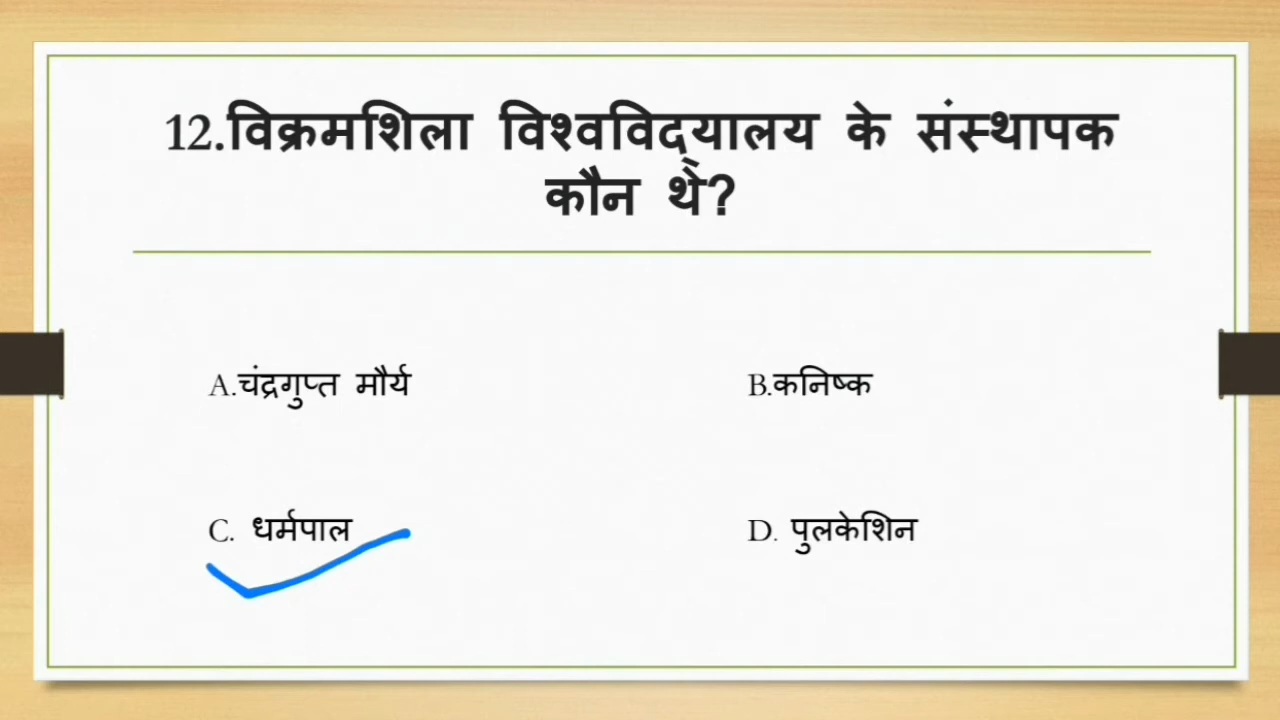 12.विक्रमशिला विश्वविद्यालय के संस्थापक
कौन थे?
A.चंद्रगुप्त मौर्य
B.कनिष्क
C. धर्मपाल
D. पुलकेशिन